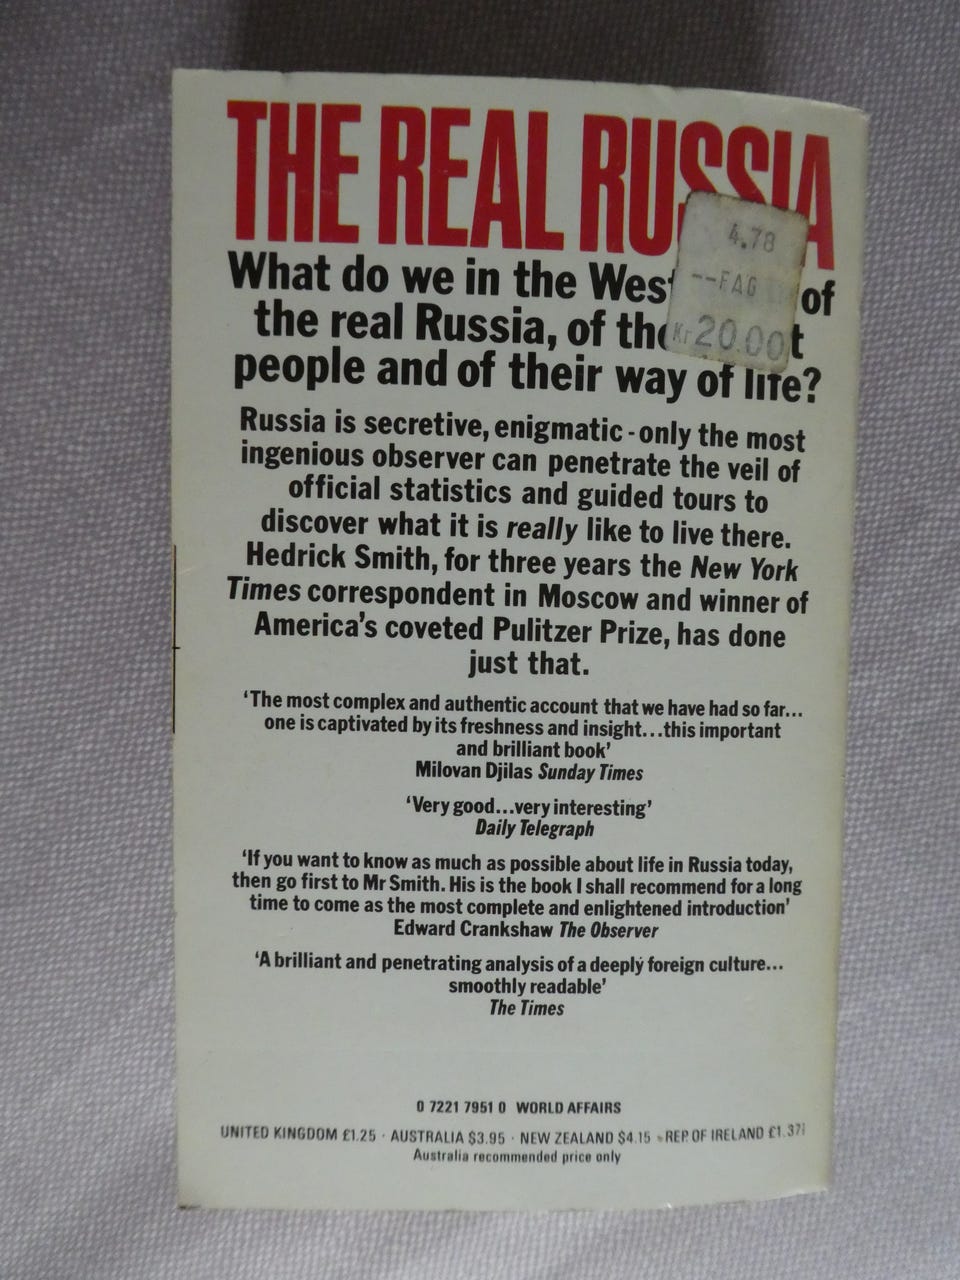 THE REAL RUSSIA
What do we in the West of
the real Russia, of the
people and of their way of life?
4.78
--FAG
Kr 20.00
Russia is secretive, enigmatic - only the most
ingenious observer can penetrate the veil of
official statistics and guided tours to
discover what it is really like to live there.
Hedrick Smith, for three years the New York
Times correspondent in Moscow and winner of
America's coveted Pulitzer Prize, has done
just that.
'The most complex and authentic account that we have had so far...
one is captivated by its freshness and insight...this important
and brilliant book'
Milovan Djilas Sunday Times
'Very good...very interesting'
Daily Telegraph
'If you want to know as much as possible about life in Russia today,
then go first to Mr Smith. His is the book I shall recommend for a long
time to come as the most complete and enlightened introduction'
Edward Crankshaw The Observer
'A brilliant and penetrating analysis of a deeply foreign culture...
smoothly readable'
The Times
0 7221 7951 0 WORLD AFFAIRS
UNITED KINGDOM £1.25 · AUSTRALIA $3.95 · NEW ZEALAND $4.15 · REP. OF IRELAND £1.37½
Australia recommended price only